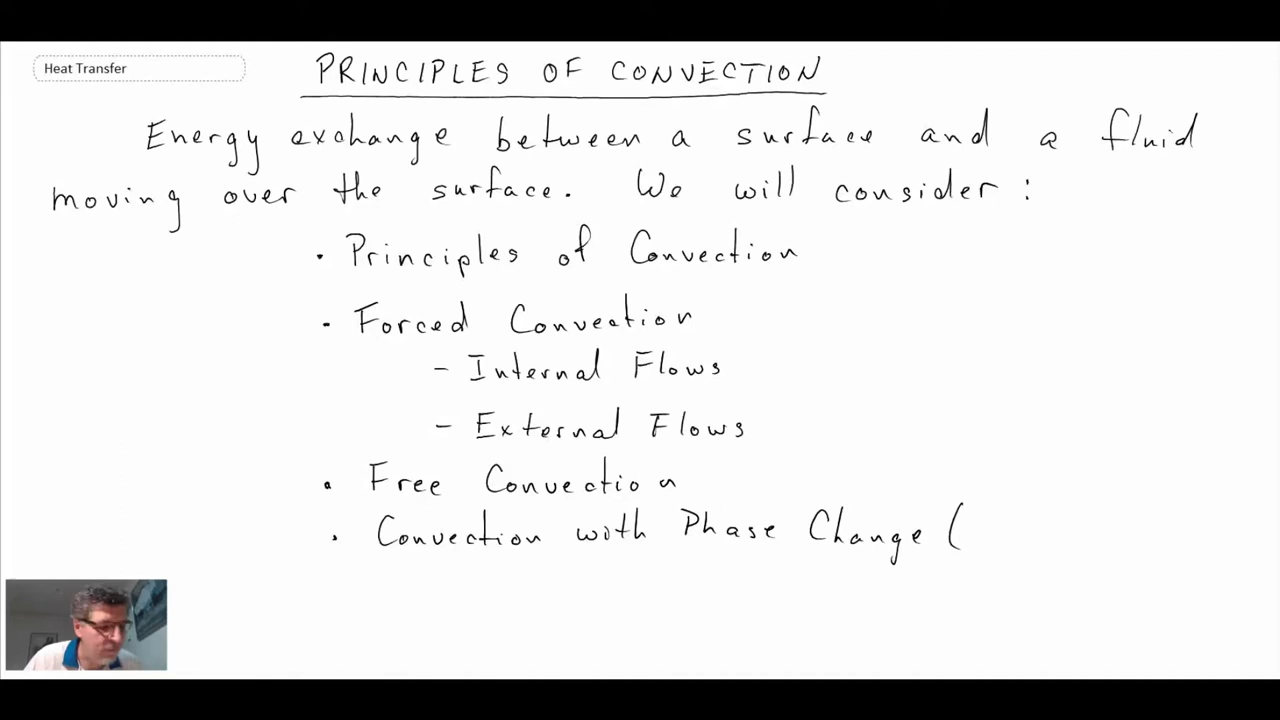 Heat Transfer
PRINCIPLES OF CONVECTION
Energy exchange between a surface and a fluid
moving over the surface. We will consider:
• Principles of Convection
• Forced Convection
- Internal Flows
- External Flows
• Free Convection
• Convection with Phase Change (